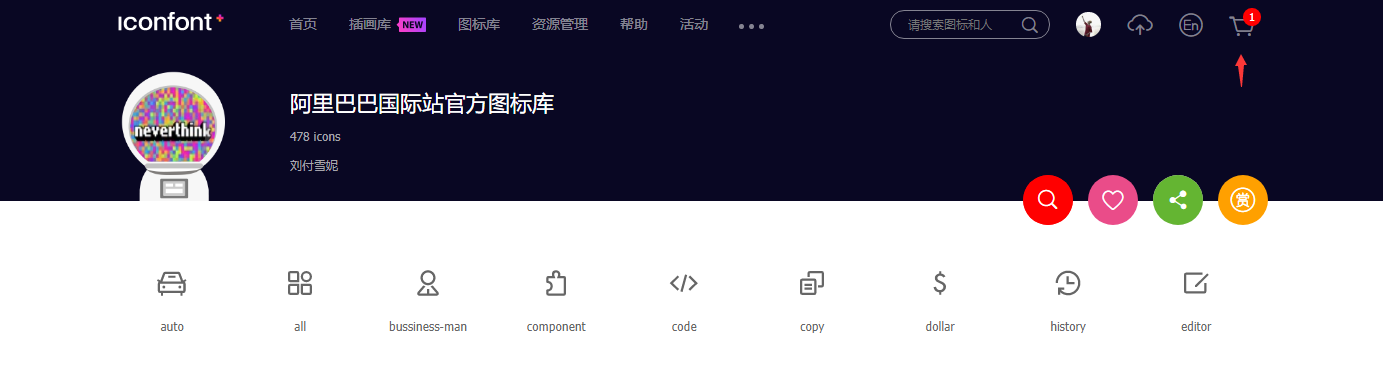 iconfont+
首页 插画库 NEW 图标库 资源管理 帮助 活动 ••• 请搜索图标和人 En 1
neverthink
阿里巴巴国际站官方图标库
478 icons
刘付雪妮
赏
auto all bussiness-man component code copy dollar history editor